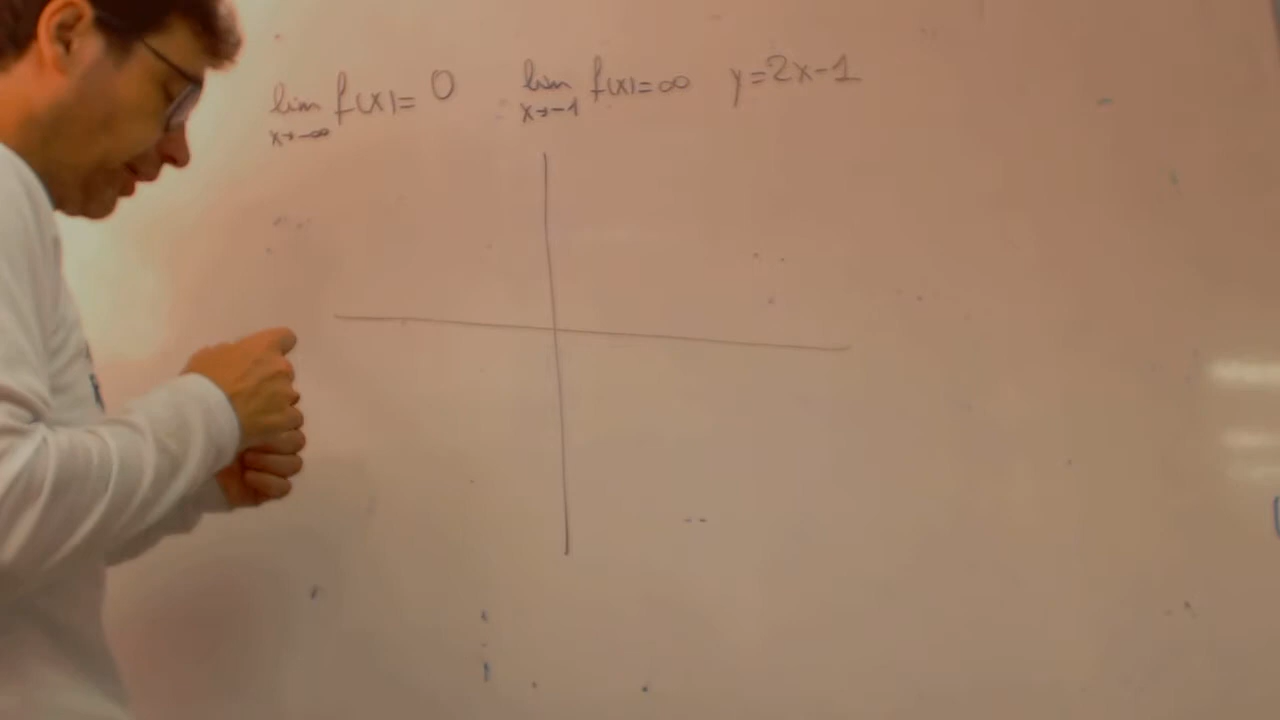 lim f(x) = 0 lim f(x) = ∞ y = 2x - 1
x→-∞ x→-1